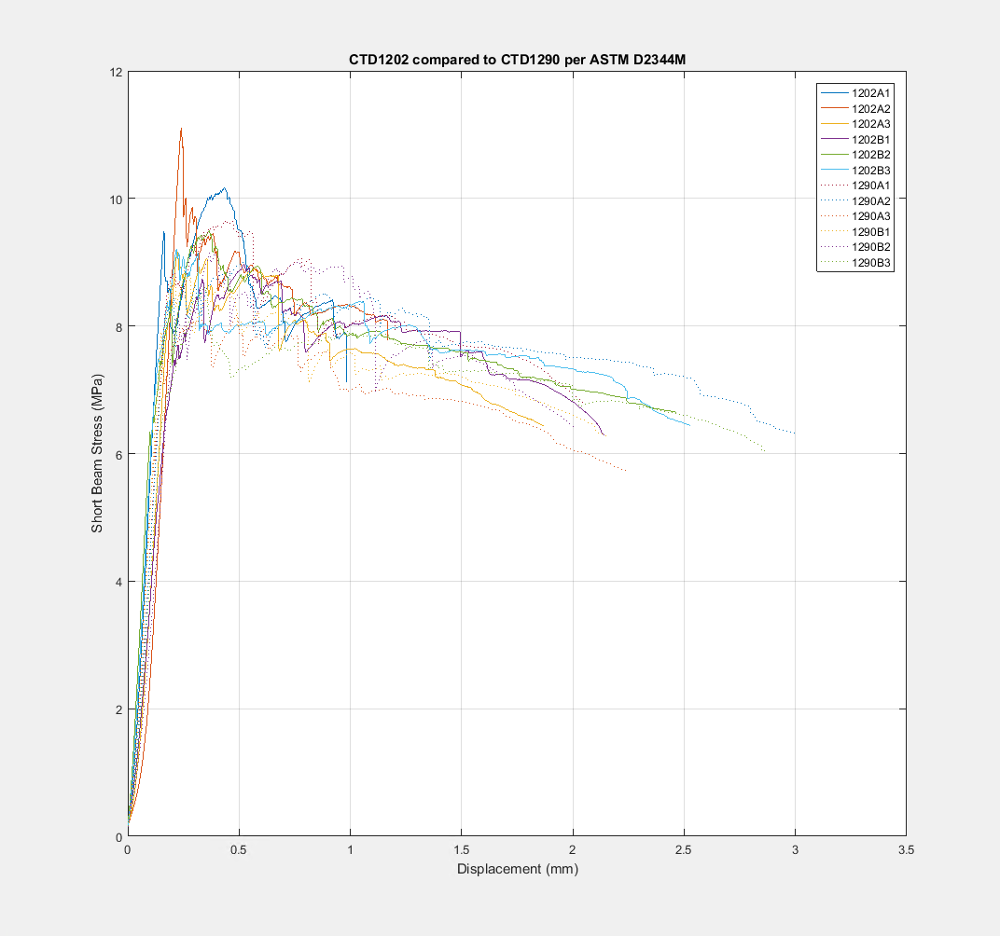 CTD1202 compared to CTD1290 per ASTM D2344M
12
10
8
6
4
2
0
Short Beam Stress (MPa)
1202A1
1202A2
1202A3
1202B1
1202B2
1202B3
1290A1
1290A2
1290A3
1290B1
1290B2
1290B3
0 0.5 1 1.5 2 2.5 3 3.5
Displacement (mm)